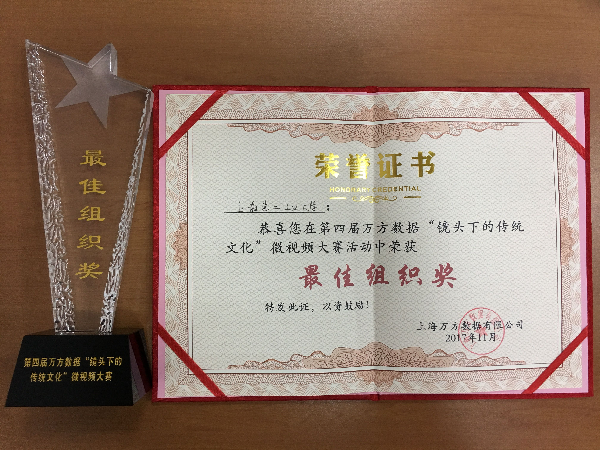 最佳组织奖
第四届万方数据“镜头下的
传统文化”微视频大赛
荣誉证书
HONORARY CREDENTIAL
恭喜您在第四届万方数据“镜头下的传统
文化”微视频大赛活动中荣获
最佳组织奖
特发此证，以资鼓励！
上海万方数据有限公司
2017年11月